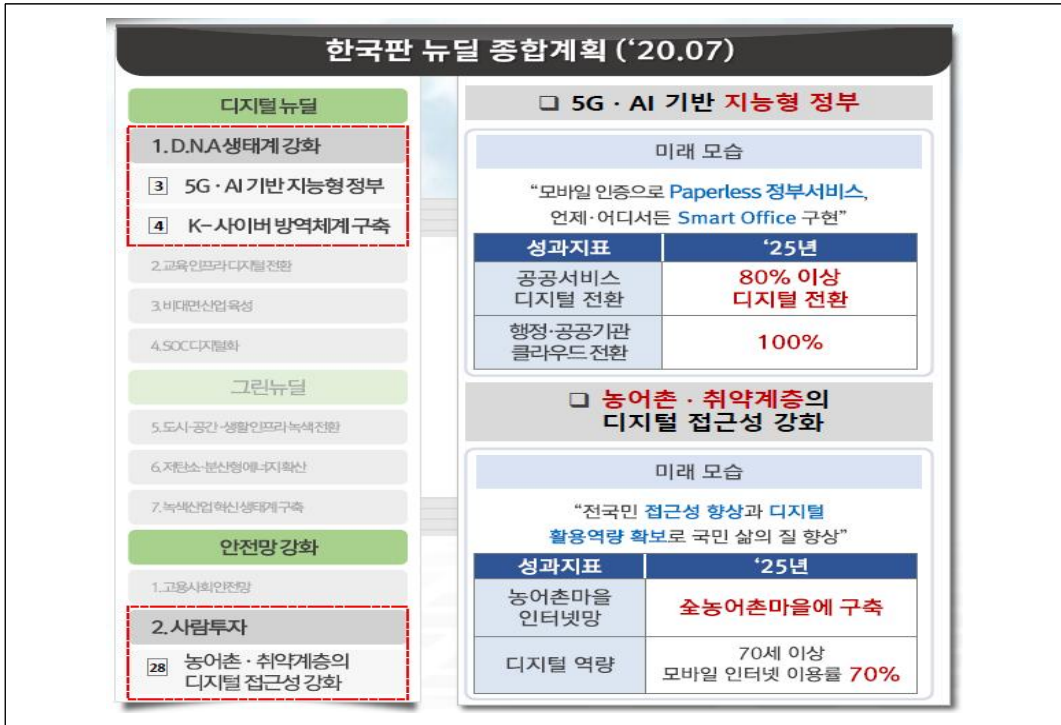 한국판 뉴딜 종합계획 (‘20.07)
디지털 뉴딜
1. D.N.A 생태계 강화
3 5G · AI 기반 지능형 정부
4 K-사이버 방역체계 구축
2.교육인프라 디지털 전환
3.비대면 산업 육성
4.SOC 디지털화
그린 뉴딜
5.도시·공간·생활인프라 녹색 전환
6.저탄소·분산형 에너지 확산
7.녹색산업 혁신 생태계 구축
안전망 강화
1.고용사회안전망
2. 사람투자
28 농어촌 · 취약계층의
디지털 접근성 강화
❑ 5G · AI 기반 지능형 정부
미래 모습
“모바일 인증으로 Paperless 정부서비스,
언제·어디서든 Smart Office 구현”
성과지표 ‘25년
공공서비스
디지털 전환
80% 이상
디지털 전환
행정·공공기관
클라우드 전환
100%
❑ 농어촌 · 취약계층의
디지털 접근성 강화
미래 모습
“전국민 접근성 향상과 디지털
활용역량 확보로 국민 삶의 질 향상”
성과지표 ‘25년
농어촌마을
인터넷망
全농어촌마을에 구축
디지털 역량
70세 이상
모바일 인터넷 이용률 70%